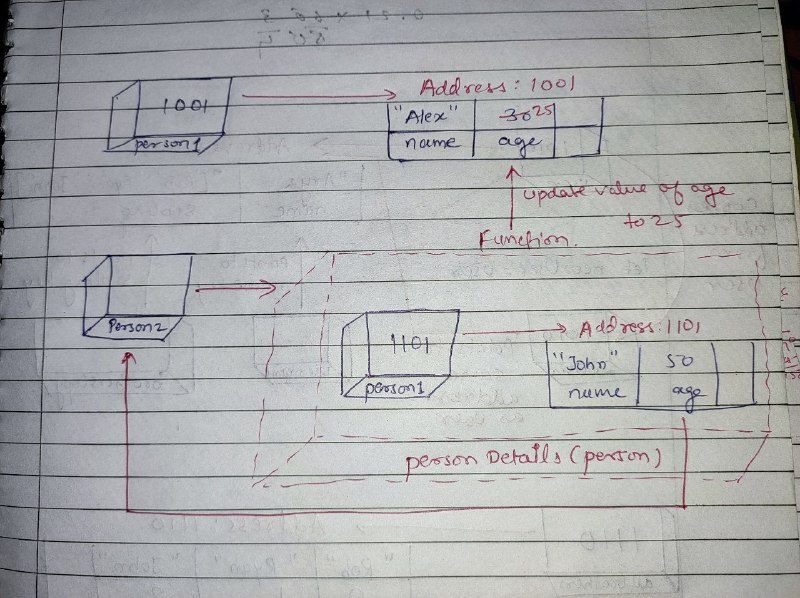 1001
person1
Address: 1001
"Alex" 30 25
name age
update value of age
to 25
Function.
Person2
1101
person1
Address: 1101
"John" 50
name age
person Details (person)